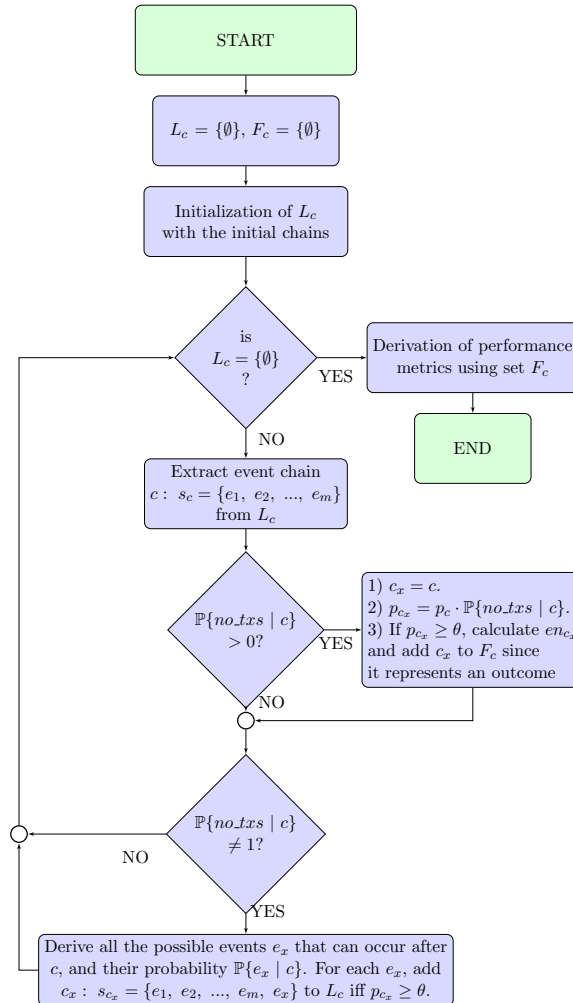 START
L_c = {∅}, F_c = {∅}
Initialization of L_c
with the initial chains
is
L_c = {∅}
?
YES
Derivation of performance
metrics using set F_c
END
NO
Extract event chain
c : s_c = {e_1, e_2, ..., e_m}
from L_c
ℙ{no_txs | c}
> 0?
YES
1) c_x = c.
2) p_{c_x} = p_c · ℙ{no_txs | c}.
3) If p_{c_x} ≥ θ, calculate en_{c_x}
and add c_x to F_c since
it represents an outcome
NO
ℙ{no_txs | c}
≠ 1?
NO
YES
Derive all the possible events e_x that can occur after
c, and their probability ℙ{e_x | c}. For each e_x, add
c_x : s_{c_x} = {e_1, e_2, ..., e_m, e_x} to L_c iff p_{c_x} ≥ θ.